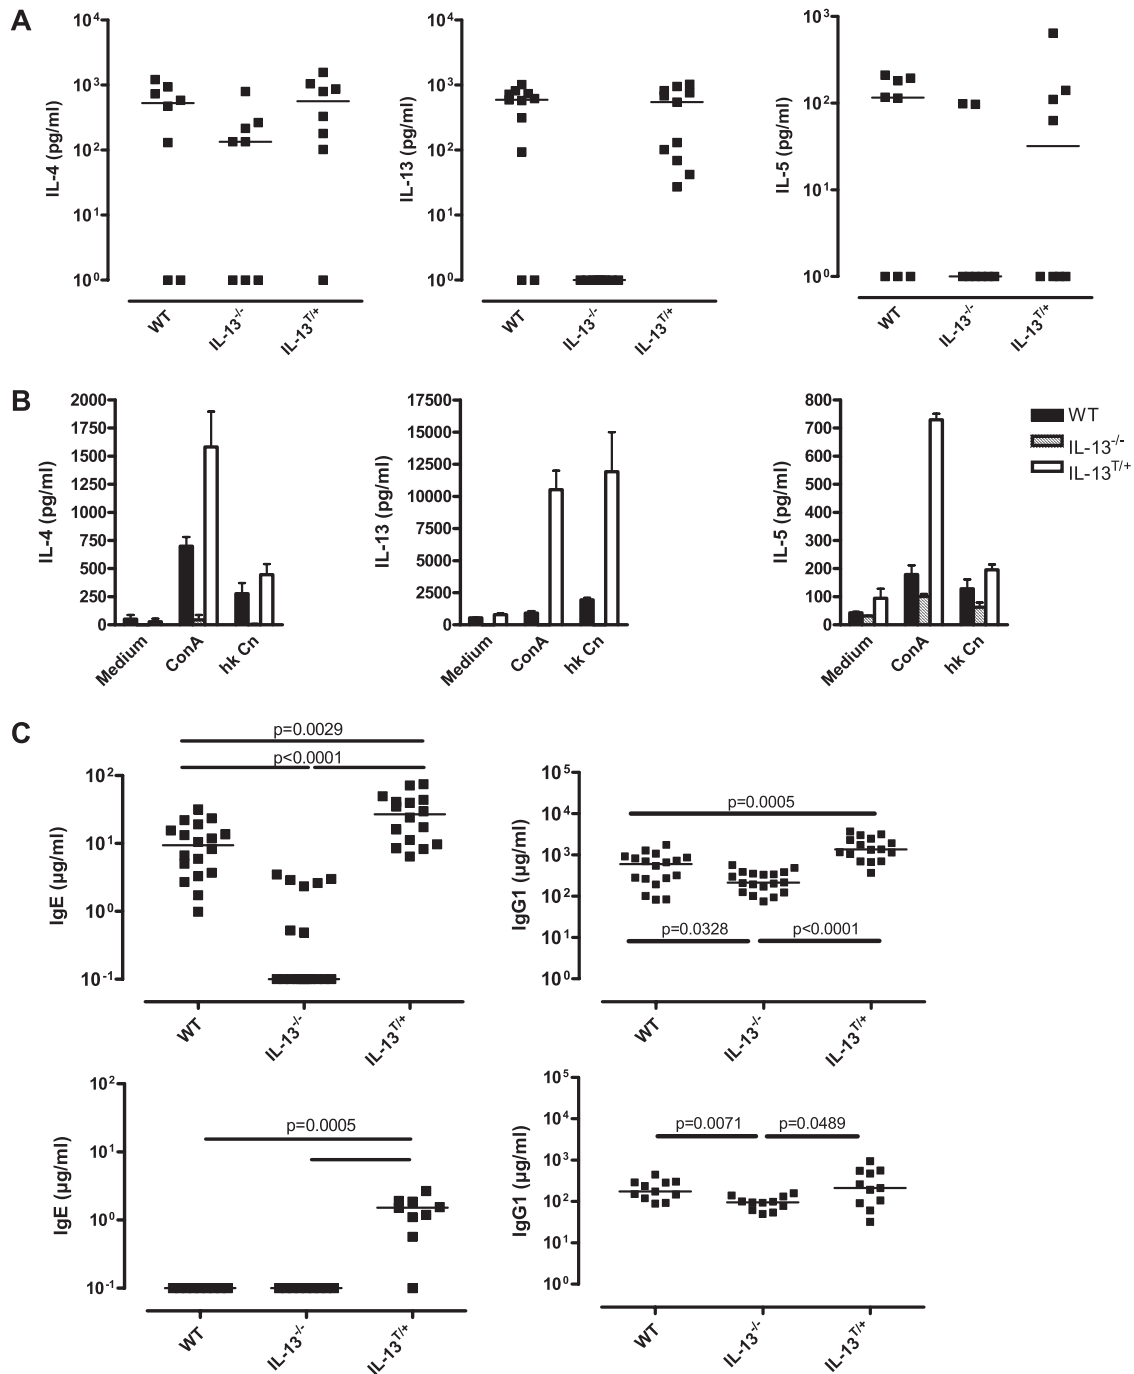 A
10⁴
10³
10²
10¹
10⁰
IL-4 (pg/ml)
WT
IL-13⁻/⁻
IL-13ᵀ/⁺
10⁴
10³
10²
10¹
10⁰
IL-13 (pg/ml)
WT
IL-13⁻/⁻
IL-13ᵀ/⁺
10³
10²
10¹
10⁰
IL-5 (pg/ml)
WT
IL-13⁻/⁻
IL-13ᵀ/⁺
B
2000
1750
1500
1250
1000
750
500
250
0
IL-4 (pg/ml)
Medium
ConA
hk Cn
17500
15000
12500
10000
7500
5000
2500
0
IL-13 (pg/ml)
Medium
ConA
hk Cn
800
700
600
500
400
300
200
100
0
IL-5 (pg/ml)
Medium
ConA
hk Cn
WT
IL-13⁻/⁻
IL-13ᵀ/⁺
C
p=0.0029
p<0.0001
10²
10¹
10⁰
10⁻¹
IgE (µg/ml)
WT
IL-13⁻/⁻
IL-13ᵀ/⁺
10⁵
10⁴
10³
10²
10¹
10⁰
IgG1 (µg/ml)
p=0.0005
p=0.0328
p<0.0001
WT
IL-13⁻/⁻
IL-13ᵀ/⁺
10²
10¹
10⁰
10⁻¹
IgE (µg/ml)
p=0.0005
WT
IL-13⁻/⁻
IL-13ᵀ/⁺
10⁵
10⁴
10³
10²
10¹
10⁰
IgG1 (µg/ml)
p=0.0071
p=0.0489
WT
IL-13⁻/⁻
IL-13ᵀ/⁺